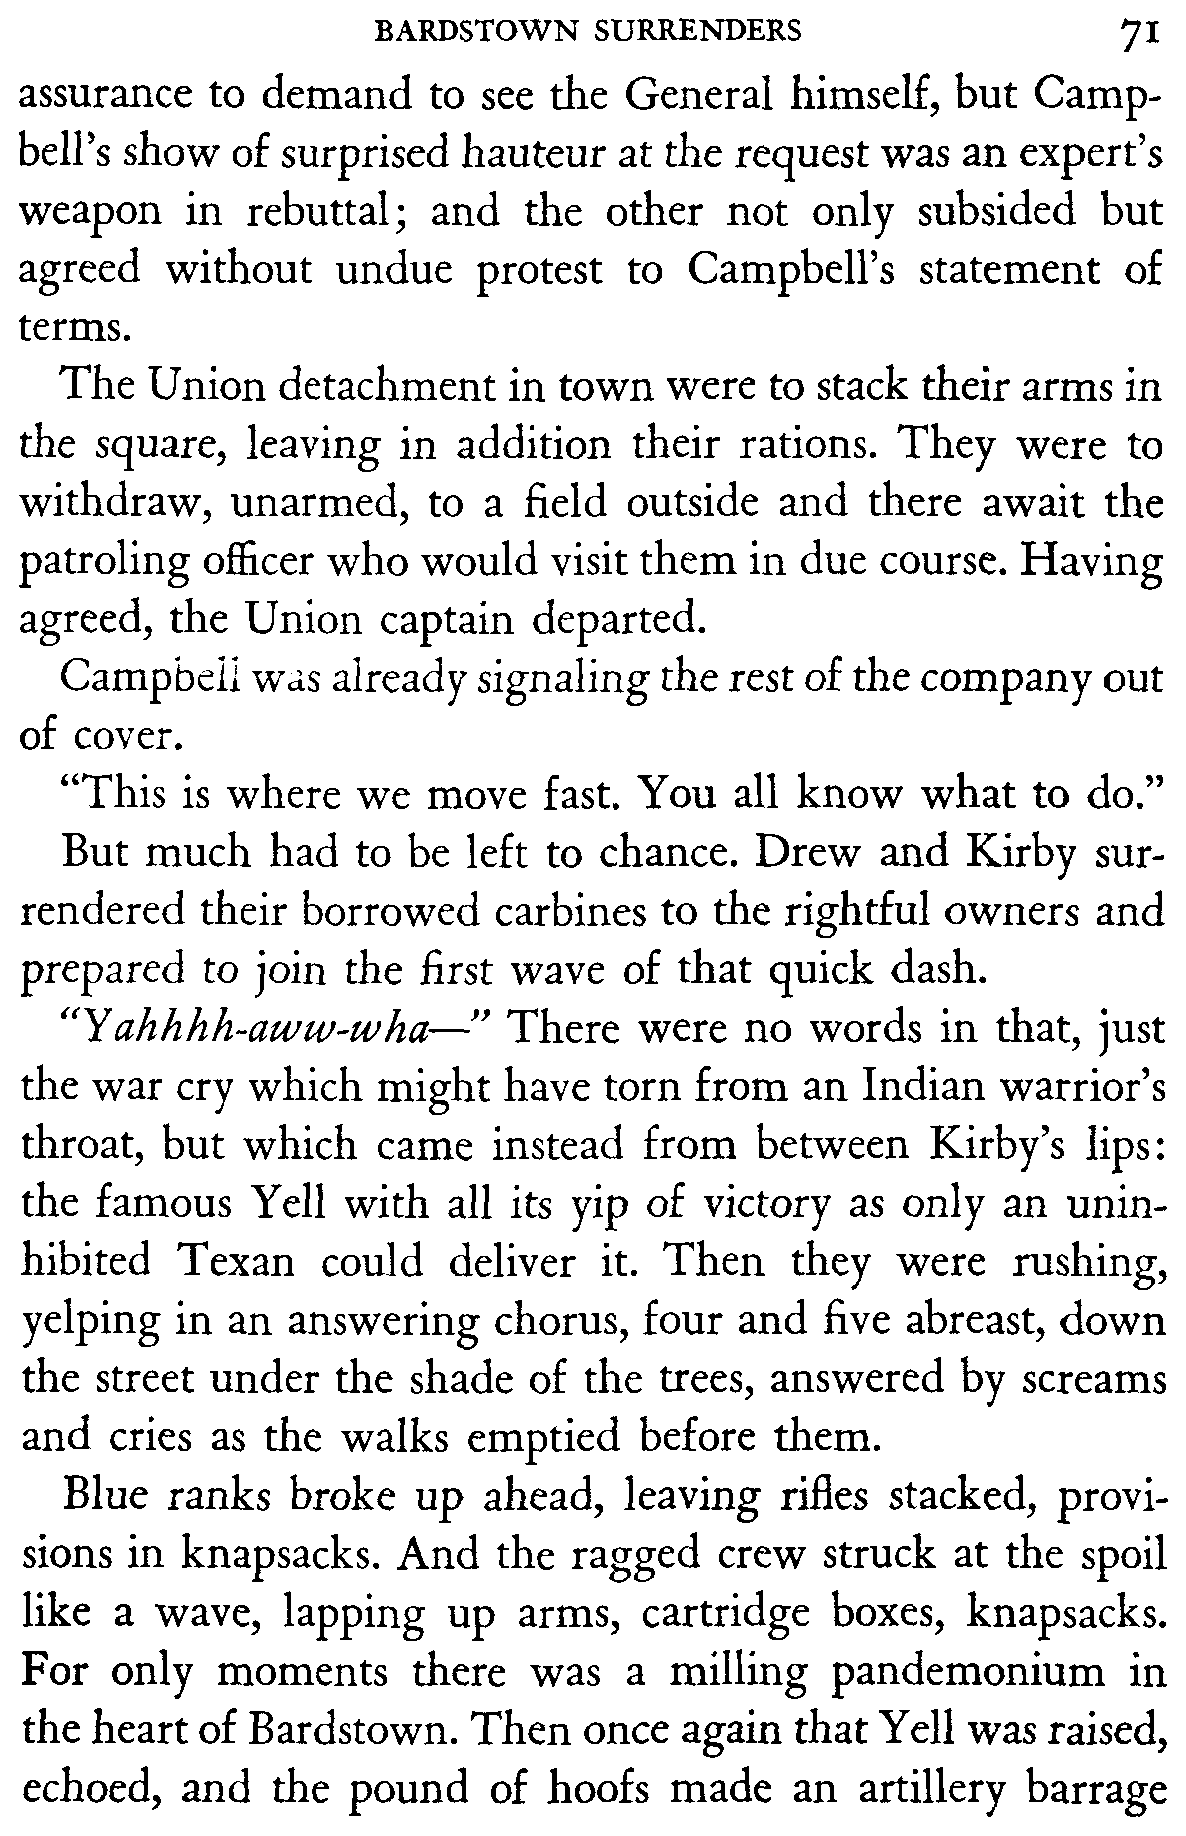 BARDSTOWN SURRENDERS 71
assurance to demand to see the General himself, but Camp-
bell's show of surprised hauteur at the request was an expert's
weapon in rebuttal; and the other not only subsided but
agreed without undue protest to Campbell's statement of
terms.
The Union detachment in town were to stack their arms in
the square, leaving in addition their rations. They were to
withdraw, unarmed, to a field outside and there await the
patroling officer who would visit them in due course. Having
agreed, the Union captain departed.
Campbell was already signaling the rest of the company out
of cover.
“This is where we move fast. You all know what to do.”
But much had to be left to chance. Drew and Kirby sur-
rendered their borrowed carbines to the rightful owners and
prepared to join the first wave of that quick dash.
“Yahhhh-aww-wha—” There were no words in that, just
the war cry which might have torn from an Indian warrior's
throat, but which came instead from between Kirby's lips:
the famous Yell with all its yip of victory as only an unin-
hibited Texan could deliver it. Then they were rushing,
yelping in an answering chorus, four and five abreast, down
the street under the shade of the trees, answered by screams
and cries as the walks emptied before them.
Blue ranks broke up ahead, leaving rifles stacked, provi-
sions in knapsacks. And the ragged crew struck at the spoil
like a wave, lapping up arms, cartridge boxes, knapsacks.
For only moments there was a milling pandemonium in
the heart of Bardstown. Then once again that Yell was raised,
echoed, and the pound of hoofs made an artillery barrage